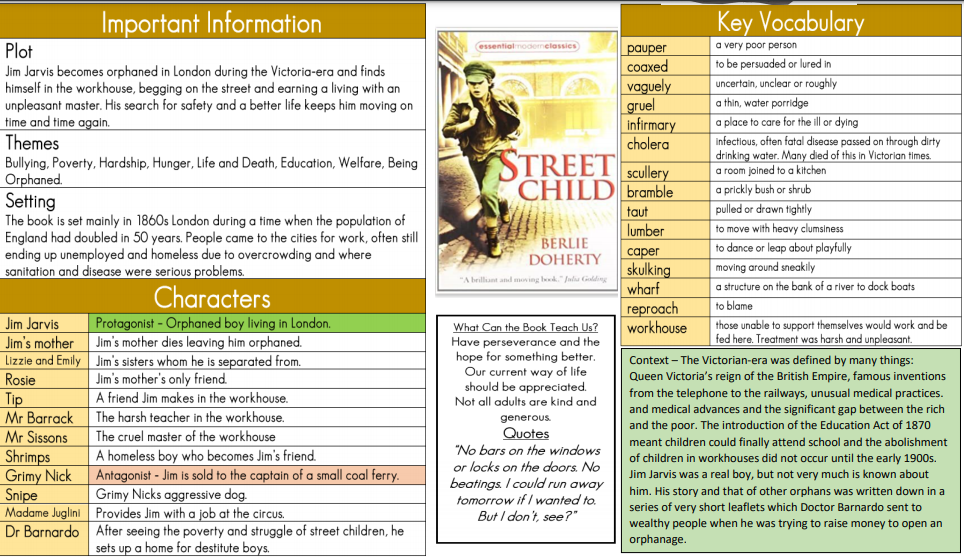 Important Information
Plot
Jim Jarvis becomes orphaned in London during the Victoria-era and finds
himself in the workhouse, begging on the street and earning a living with an
unpleasant master. His search for safety and a better life keeps him moving on
time and time again.
Themes
Bullying, Poverty, Hardship, Hunger, Life and Death, Education, Welfare, Being
Orphaned.
Setting
The book is set mainly in 1860s London during a time when the population of
England had doubled in 50 years. People came to the cities for work, often still
ending up unemployed and homeless due to overcrowding and where
sanitation and disease were serious problems.
Characters
Jim Jarvis Protagonist – Orphaned boy living in London.
Jim's mother Jim's mother dies leaving him orphaned.
Lizzie and Emily Jim's sisters whom he is separated from.
Rosie Jim's mother's only friend.
Tip A friend Jim makes in the workhouse.
Mr Barrack The harsh teacher in the workhouse.
Mr Sissons The cruel master of the workhouse
Shrimps A homeless boy who becomes Jim's friend.
Grimy Nick Antagonist - Jim is sold to the captain of a small coal ferry.
Snipe Grimy Nicks aggressive dog.
Madame Juglini Provides Jim with a job at the circus.
Dr Barnardo After seeing the poverty and struggle of street children, he
sets up a home for destitute boys.
essentialmodernclassics
STREET
CHILD
BERLIE
DOHERTY
"A brilliant and moving book." Julia Golding
What Can the Book Teach Us?
Have perseverance and the
hope for something better.
Our current way of life
should be appreciated.
Not all adults are kind and
generous.
Quotes
"No bars on the windows
or locks on the doors. No
beatings. I could run away
tomorrow if I wanted to.
But I don't, see?"
Key Vocabulary
pauper a very poor person
coaxed to be persuaded or lured in
vaguely uncertain, unclear or roughly
gruel a thin, water porridge
infirmary a place to care for the ill or dying
cholera infectious, often fatal disease passed on through dirty
drinking water. Many died of this in Victorian times.
scullery a room joined to a kitchen
bramble a prickly bush or shrub
taut pulled or drawn tightly
lumber to move with heavy clumsiness
caper to dance or leap about playfully
skulking moving around sneakily
wharf a structure on the bank of a river to dock boats
reproach to blame
workhouse those unable to support themselves would work and be
fed here. Treatment was harsh and unpleasant.
Context – The Victorian-era was defined by many things:
Queen Victoria's reign of the British Empire, famous inventions
from the telephone to the railways, unusual medical practices.
and medical advances and the significant gap between the rich
and the poor. The introduction of the Education Act of 1870
meant children could finally attend school and the abolishment
of children in workhouses did not occur until the early 1900s.
Jim Jarvis was a real boy, but not very much is known about
him. His story and that of other orphans was written down in a
series of very short leaflets which Doctor Barnardo sent to
wealthy people when he was trying to raise money to open an
orphanage.